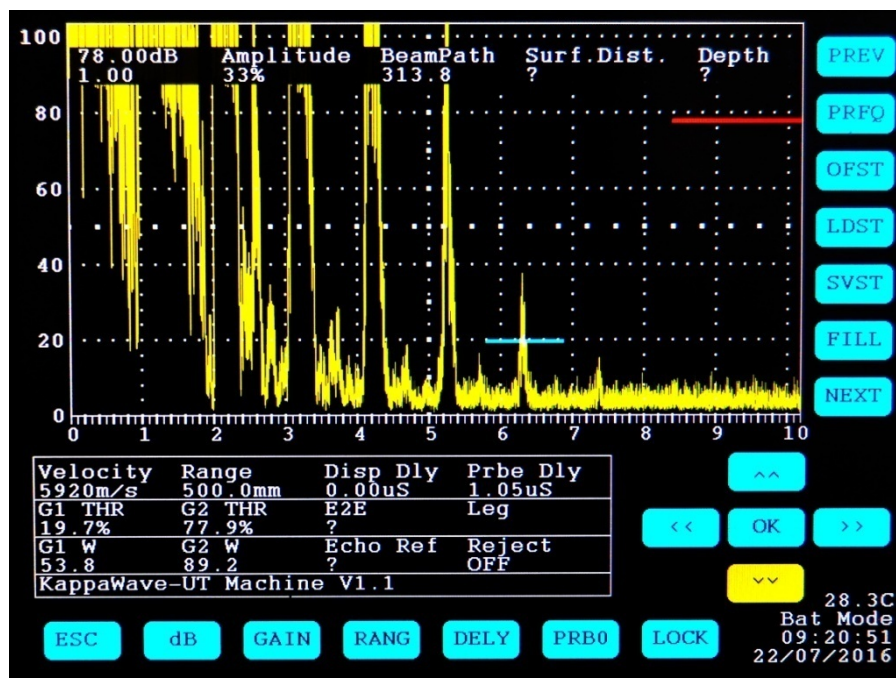 100
78.00dB Amplitude BeamPath Surf.Dist. Depth
1.00 33% 313.8 ? ?
80
60
40
20
0
0 1 2 3 4 5 6 7 8 9 10
PREV
PRFQ
OFST
LDST
SVST
FILL
NEXT
Velocity Range Disp Dly Prbe Dly
5920m/s 500.0mm 0.00uS 1.05uS
G1 THR G2 THR E2E Leg
19.7% 77.9% ?
G1 W G2 W Echo Ref Reject
53.8 89.2 ? OFF
KappaWave-UT Machine V1.1
^^
<< OK >>
vv
28.3C
Bat Mode
09:20:51
22/07/2016
ESC dB GAIN RANG DELY PRB0 LOCK